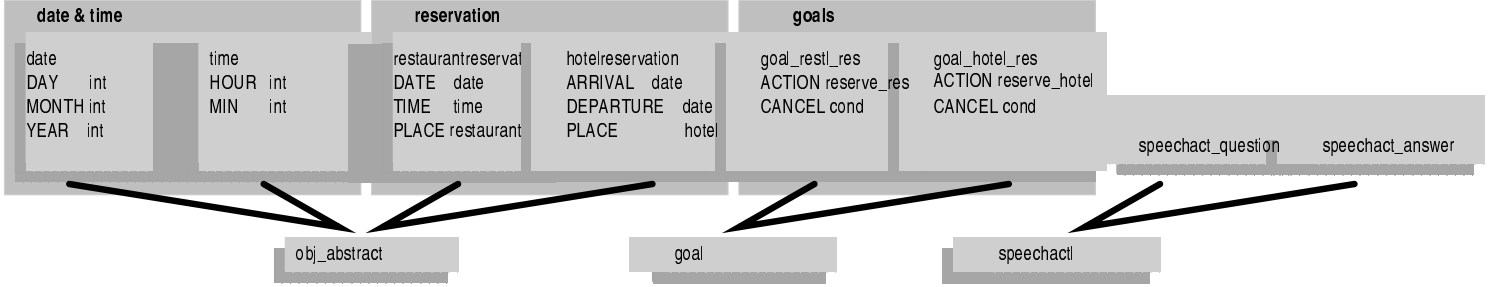 date & time
reservation
goals
date
DAY int
MONTH int
YEAR int
time
HOUR int
MIN int
restaurantreservat
DATE date
TIME time
PLACE restaurant
hotelreservation
ARRIVAL date
DEPARTURE date
PLACE hotel
goal_restl_res
ACTION reserve_res
CANCEL cond
goal_hotel_res
ACTION reserve_hotel
CANCEL cond
speechact_question
speechact_answer
obj_abstract
goal
speechactl